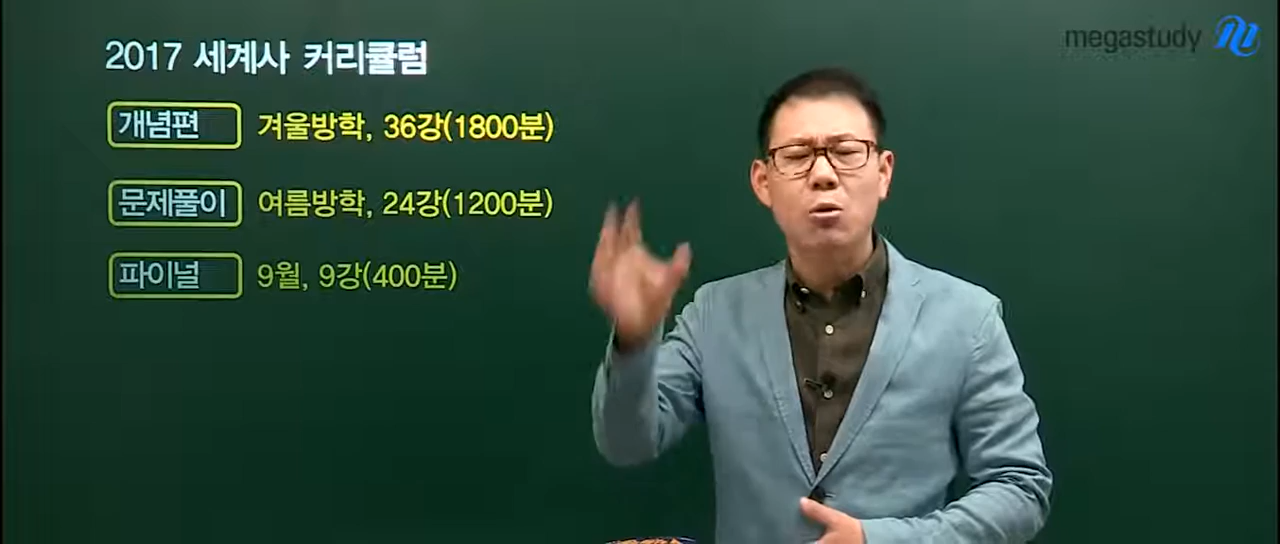 2017 세계사 커리큘럼
megastudy
개념편 겨울방학, 36강(1800분)
문제풀이 여름방학, 24강(1200분)
파이널 9월, 9강(400분)